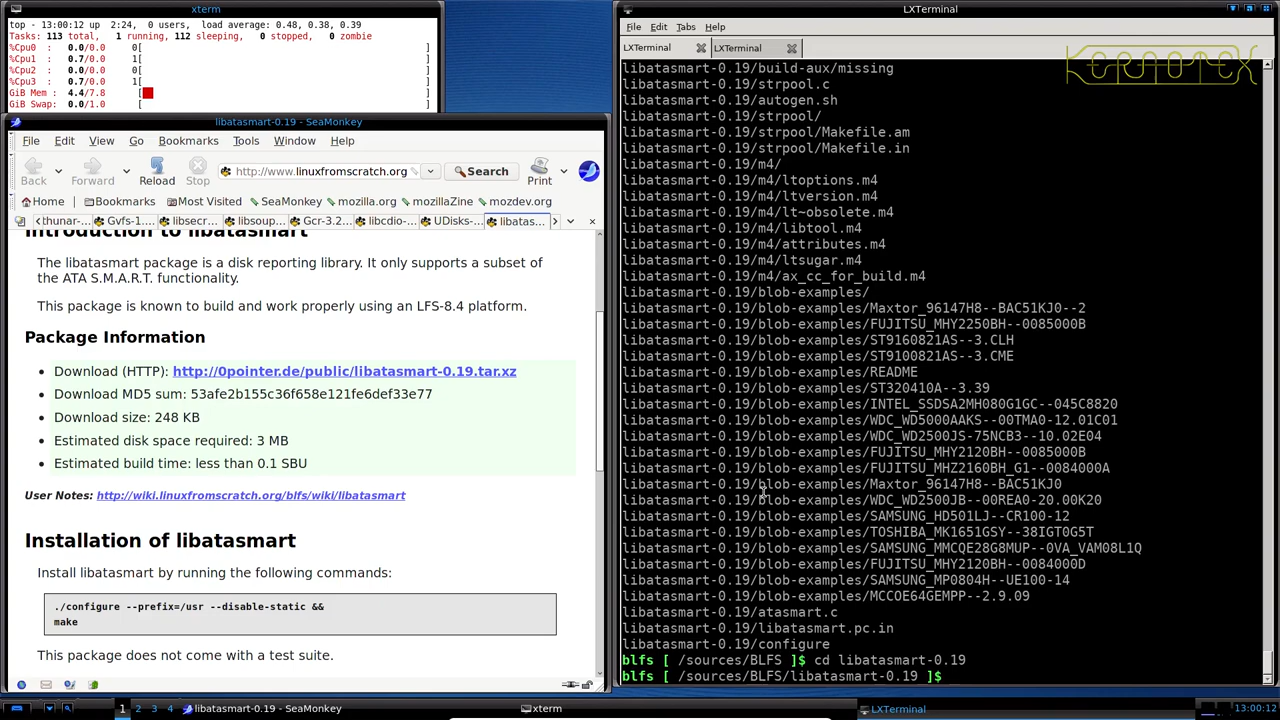 xterm
top - 13:00:12 up  2:24,  0 users,  load average: 0.48, 0.38, 0.39
Tasks: 113 total,   1 running, 112 sleeping,   0 stopped,   0 zombie
%Cpu0  :   0.0/0.0     0[                    ]
%Cpu1  :   0.7/0.0     1[                    ]
%Cpu2  :   0.0/0.0     0[                    ]
%Cpu3  :   0.7/0.0     1[                    ]
GiB Mem :  4.4/7.8      [                    ]
GiB Swap:  0.0/1.0      [                    ]
libatasmart-0.19 - SeaMonkey
File Edit View Go Bookmarks Tools Window Help
Back Forward Reload Stop http://www.linuxfromscratch.org Search Print
Home Bookmarks Most Visited SeaMonkey mozilla.org mozillaZine mozdev.org
thunar-... Gvfs-1.... libsecr... libsoup... Gcr-3.2... libcdio-... UDisks-... libatas...
Introduction to libatasmart
The libatasmart package is a disk reporting library. It only supports a subset of
the ATA S.M.A.R.T. functionality.
This package is known to build and work properly using an LFS-8.4 platform.
Package Information
• Download (HTTP): http://0pointer.de/public/libatasmart-0.19.tar.xz
• Download MD5 sum: 53afe2b155c36f658e121fe6def33e77
• Download size: 248 KB
• Estimated disk space required: 3 MB
• Estimated build time: less than 0.1 SBU
User Notes: http://wiki.linuxfromscratch.org/blfs/wiki/libatasmart
Installation of libatasmart
Install libatasmart by running the following commands:
./configure --prefix=/usr --disable-static &&
make
This package does not come with a test suite.
LXTerminal
File Edit Tabs Help
LXTerminal LXTerminal
KERNOTEX
libatasmart-0.19/build-aux/missing
libatasmart-0.19/strpool.c
libatasmart-0.19/autogen.sh
libatasmart-0.19/strpool/
libatasmart-0.19/strpool/Makefile.am
libatasmart-0.19/strpool/Makefile.in
libatasmart-0.19/m4/
libatasmart-0.19/m4/ltoptions.m4
libatasmart-0.19/m4/ltversion.m4
libatasmart-0.19/m4/lt~obsolete.m4
libatasmart-0.19/m4/libtool.m4
libatasmart-0.19/m4/attributes.m4
libatasmart-0.19/m4/ltsugar.m4
libatasmart-0.19/m4/ax_cc_for_build.m4
libatasmart-0.19/blob-examples/
libatasmart-0.19/blob-examples/Maxtor_96147H8--BAC51KJ0--2
libatasmart-0.19/blob-examples/FUJITSU_MHY2250BH--0085000B
libatasmart-0.19/blob-examples/ST9160821AS--3.CLH
libatasmart-0.19/blob-examples/ST9100821AS--3.CME
libatasmart-0.19/blob-examples/README
libatasmart-0.19/blob-examples/ST320410A--3.39
libatasmart-0.19/blob-examples/INTEL_SSDSA2MH080G1GC--045C8820
libatasmart-0.19/blob-examples/WDC_WD5000AAKS--00TMA0-12.01C01
libatasmart-0.19/blob-examples/WDC_WD2500JS-75NCB3--10.02E04
libatasmart-0.19/blob-examples/FUJITSU_MHY2120BH--0085000B
libatasmart-0.19/blob-examples/FUJITSU_MHZ2160BH_G1--0084000A
libatasmart-0.19/blob-examples/Maxtor_96147H8--BAC51KJ0
libatasmart-0.19/blob-examples/WDC_WD2500JB--00REA0-20.00K20
libatasmart-0.19/blob-examples/SAMSUNG_HD501LJ--CR100-12
libatasmart-0.19/blob-examples/TOSHIBA_MK1651GSY--38IGT0G5T
libatasmart-0.19/blob-examples/SAMSUNG_MMCQE28G8MUP--0VA_VAM08L1Q
libatasmart-0.19/blob-examples/FUJITSU_MHY2120BH--0084000D
libatasmart-0.19/blob-examples/SAMSUNG_MP0804H--UE100-14
libatasmart-0.19/blob-examples/MCCOE64GEMPP--2.9.09
libatasmart-0.19/atasmart.c
libatasmart-0.19/libatasmart.pc.in
libatasmart-0.19/configure
blfs [ /sources/BLFS ]$ cd libatasmart-0.19
blfs [ /sources/BLFS/libatasmart-0.19 ]$
1 2 3 4 libatasmart-0.19 - SeaMonkey xterm LXTerminal 13:00:12